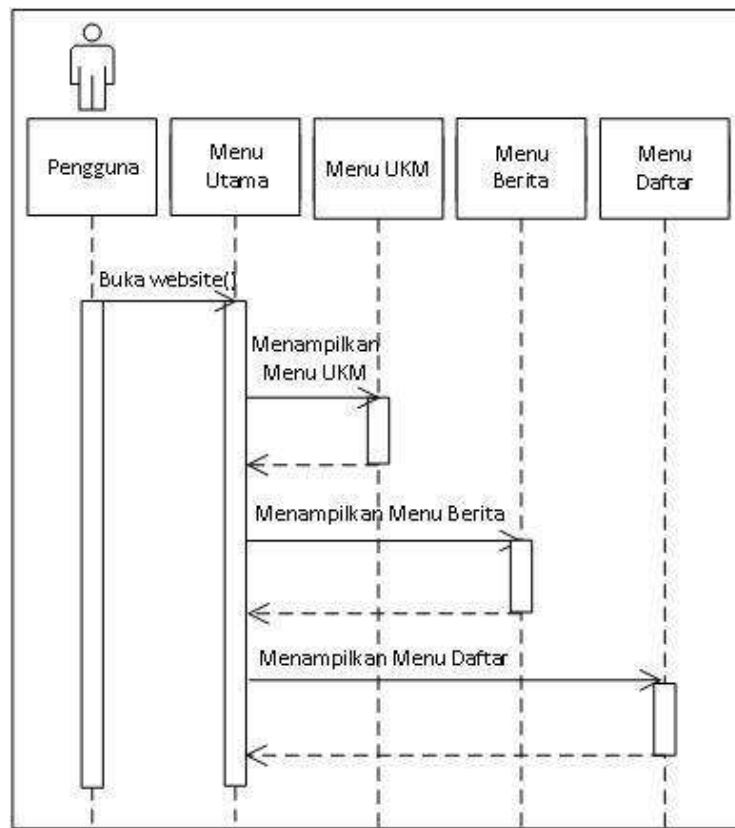 Pengguna
Menu
Utama
Menu UKM
Menu
Berita
Menu
Daftar
Buka website()
Menampilkan
Menu UKM
Menampilkan Menu Berita
Menampilkan Menu Daftar